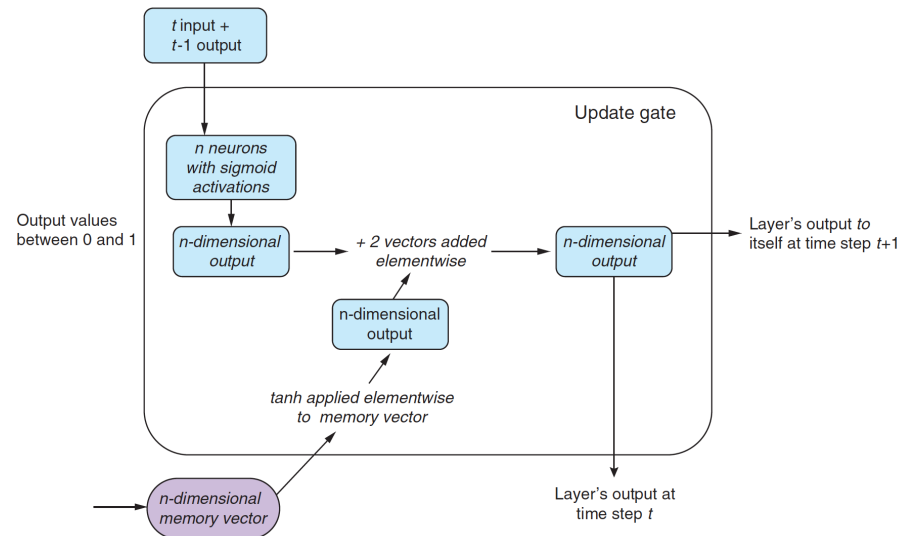 t input +
t-1 output
Update gate
n neurons
with sigmoid
activations
Output values
between 0 and 1
n-dimensional
output
+ 2 vectors added
elementwise
n-dimensional
output
Layer's output to
itself at time step t+1
n-dimensional
output
tanh applied elementwise
to memory vector
n-dimensional
memory vector
Layer's output at
time step t